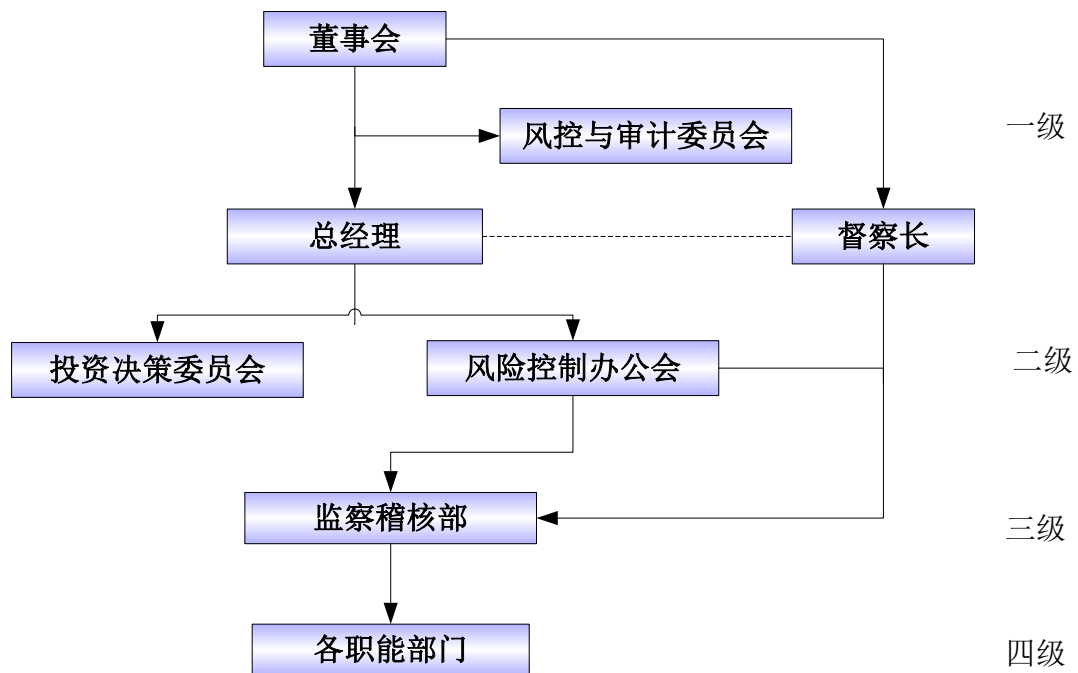 董事会
风控与审计委员会
一级
总经理
督察长
投资决策委员会
风险控制办公会
二级
监察稽核部
三级
各职能部门
四级